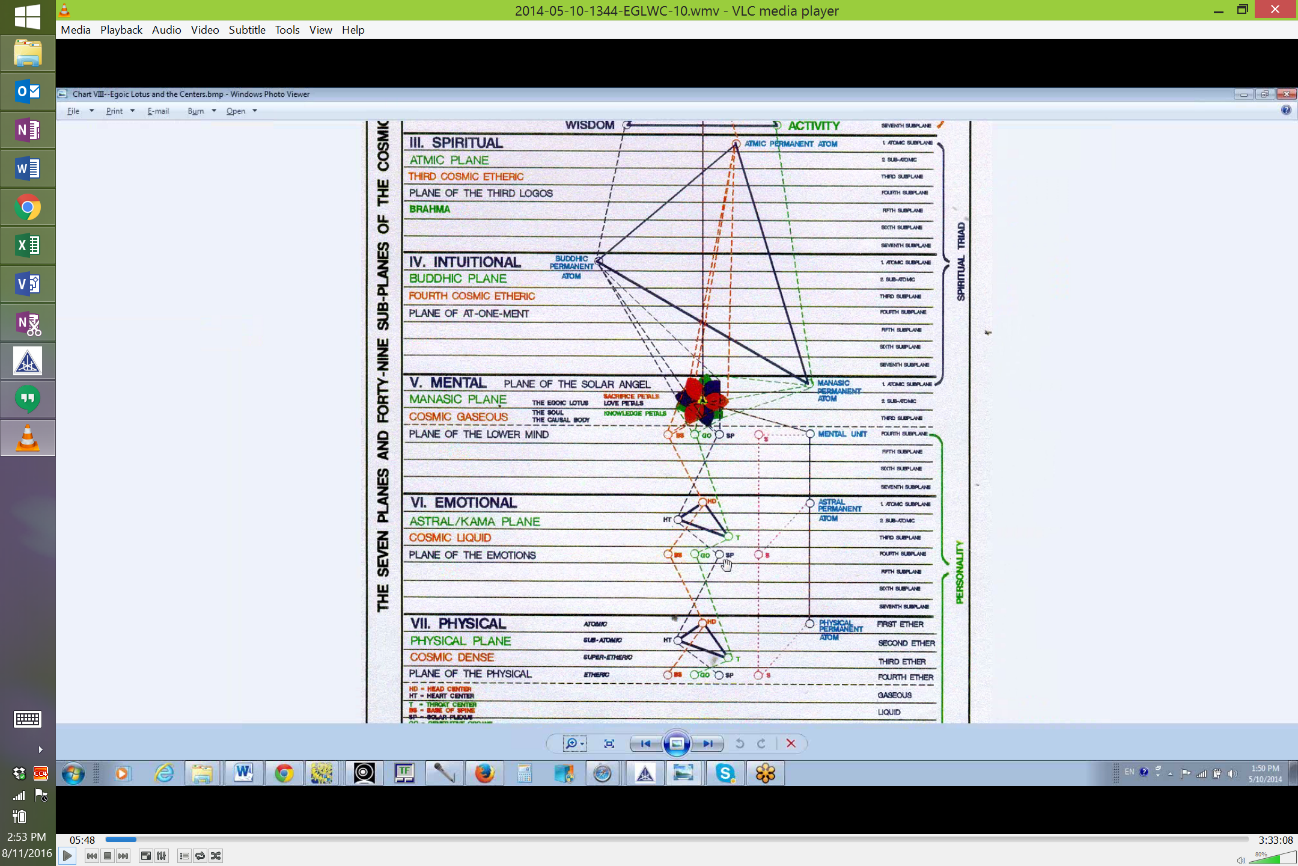 2014-05-10-1344-EGLWC-10.wmv - VLC media player
Media Playback Audio Video Subtitle Tools View Help
Chart VIII--Egoic Lotus and the Centers.bmp - Windows Photo Viewer
File Print E-mail Burn Open
THE SEVEN PLANES AND FORTY-NINE SUB-PLANES OF THE COSMIC
WISDOM ACTIVITY SEVENTH SUBPLANE
III. SPIRITUAL ATMIC PERMANENT ATOM 1. ATOMIC SUBPLANE
ATMIC PLANE 2. SUB-ATOMIC
THIRD COSMIC ETHERIC THIRD SUBPLANE
PLANE OF THE THIRD LOGOS FOURTH SUBPLANE
BRAHMA FIFTH SUBPLANE
SIXTH SUBPLANE
SEVENTH SUBPLANE
SPIRITUAL TRIAD
IV. INTUITIONAL BUDDHIC PERMANENT ATOM 1. ATOMIC SUBPLANE
BUDDHIC PLANE 2. SUB-ATOMIC
FOURTH COSMIC ETHERIC THIRD SUBPLANE
PLANE OF AT-ONE-MENT FOURTH SUBPLANE
FIFTH SUBPLANE
SIXTH SUBPLANE
SEVENTH SUBPLANE
V. MENTAL PLANE OF THE SOLAR ANGEL MANASIC PERMANENT ATOM 1. ATOMIC SUBPLANE
MANASIC PLANE THE EGOIC LOTUS SACRIFICE PETALS LOVE PETALS 2. SUB-ATOMIC
COSMIC GASEOUS THE SOUL THE CAUSAL BODY KNOWLEDGE PETALS THIRD SUBPLANE
PLANE OF THE LOWER MIND BS GO SP S MENTAL UNIT FOURTH SUBPLANE
FIFTH SUBPLANE
SIXTH SUBPLANE
SEVENTH SUBPLANE
VI. EMOTIONAL HD ASTRAL PERMANENT ATOM 1. ATOMIC SUBPLANE
ASTRAL/KAMA PLANE HT 2. SUB-ATOMIC
COSMIC LIQUID T THIRD SUBPLANE
PLANE OF THE EMOTIONS BS GO SP S FOURTH SUBPLANE
FIFTH SUBPLANE
SIXTH SUBPLANE
SEVENTH SUBPLANE
PERSONALITY
VII. PHYSICAL ATOMIC HD PHYSICAL PERMANENT ATOM FIRST ETHER
PHYSICAL PLANE SUB-ATOMIC HT SECOND ETHER
COSMIC DENSE SUPER-ETHERIC T THIRD ETHER
PLANE OF THE PHYSICAL ETHERIC BS GO SP S FOURTH ETHER
HD = HEAD CENTER
HT = HEART CENTER GASEOUS
T = THROAT CENTER
BS = BASE OF SPINE LIQUID
SP = SOLAR PLEXUS
EN
1:50 PM
5/10/2014
2:53 PM
8/11/2016
05:48 3:33:08
80%